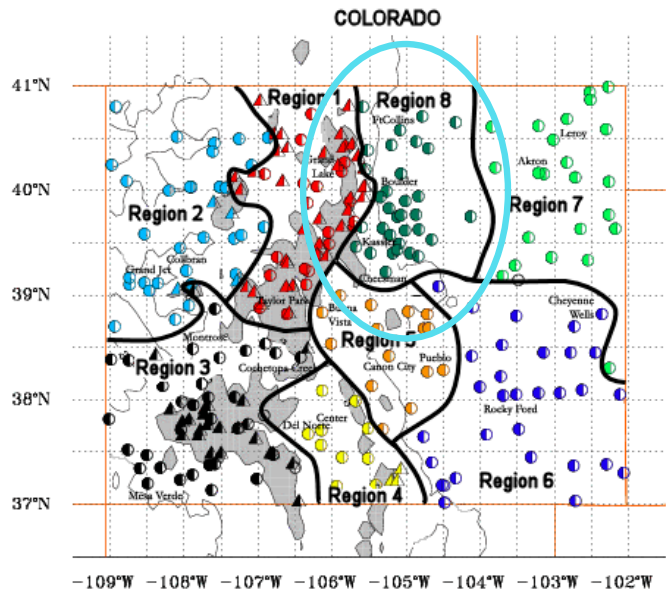 COLORADO
41°N
Region 1
Region 8
FtCollins
Leroy
Grand
Lake
Akron
40°N
Boulder
Region 2
Region 7
Kassler
Collbran
Grand Jct
Cheesman
39°N
Taylor Park
Buena
Vista
Cheyenne
Wells
Montrose
Region 5
Region 3
Cochetopa Creek
Pueblo
Canon City
38°N
Center
Rocky Ford
Del Norte
Mesa Verde
Region 4
Region 6
37°N
-109°W -108°W -107°W -106°W -105°W -104°W -103°W -102°W